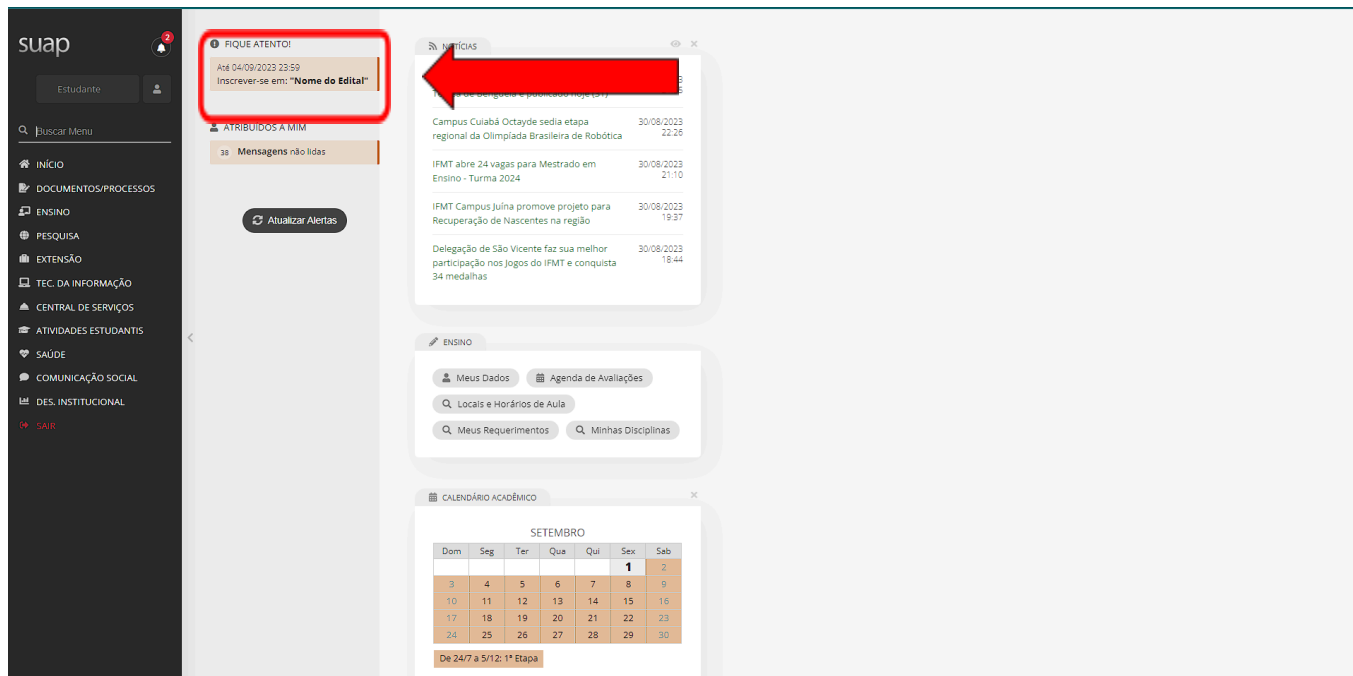 suap
2
Estudante
Buscar Menu
INÍCIO
DOCUMENTOS/PROCESSOS
ENSINO
PESQUISA
EXTENSÃO
TEC. DA INFORMAÇÃO
CENTRAL DE SERVIÇOS
ATIVIDADES ESTUDANTIS
SAÚDE
COMUNICAÇÃO SOCIAL
DES. INSTITUCIONAL
SAIR
FIQUE ATENTO!
Até 04/09/2023 23:59
Inscrever-se em: "Nome do Edital"
ATRIBUÍDOS A MIM
38 Mensagens não lidas
Atualizar Alertas
NOTÍCIAS
de Benguela é publicado hoje (31)
Campus Cuiabá Octayde sedia etapa 30/08/2023
regional da Olimpíada Brasileira de Robótica 22:26
IFMT abre 24 vagas para Mestrado em 30/08/2023
Ensino - Turma 2024 21:10
IFMT Campus Juína promove projeto para 30/08/2023
Recuperação de Nascentes na região 19:37
Delegação de São Vicente faz sua melhor 30/08/2023
participação nos Jogos do IFMT e conquista 18:44
34 medalhas
ENSINO
Meus Dados Agenda de Avaliações
Locais e Horários de Aula
Meus Requerimentos Minhas Disciplinas
CALENDÁRIO ACADÊMICO
SETEMBRO
Dom Seg Ter Qua Qui Sex Sab
1 2
3 4 5 6 7 8 9
10 11 12 13 14 15 16
17 18 19 20 21 22 23
24 25 26 27 28 29 30
De 24/7 a 5/12: 1ª Etapa